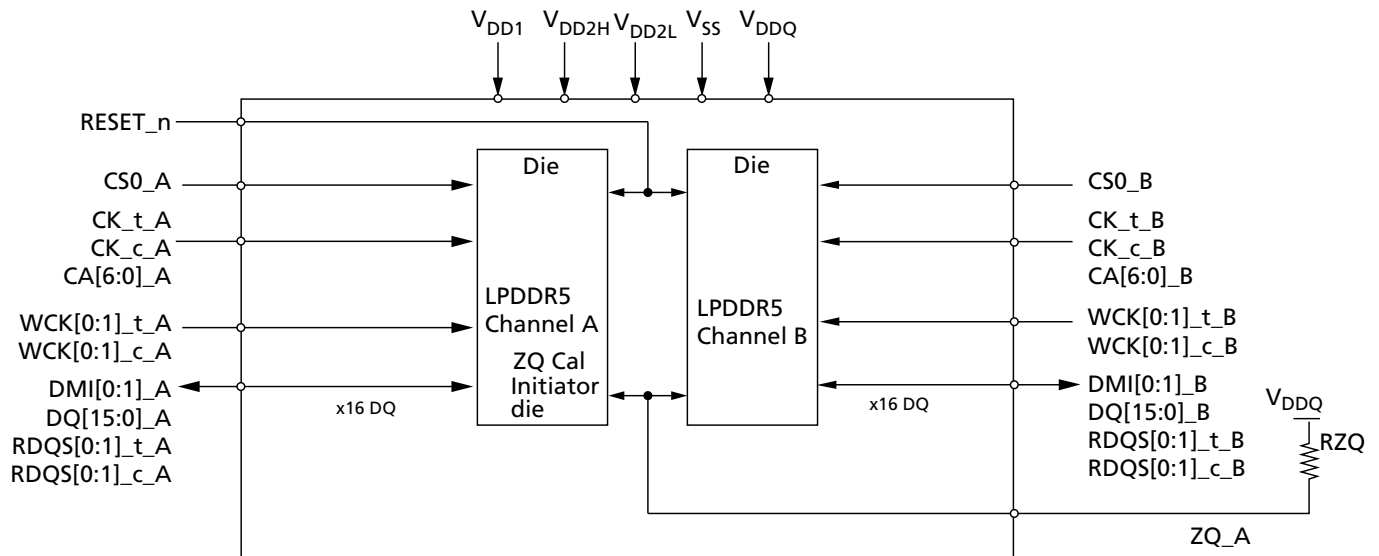 VDD1 VDD2H VDD2L VSS VDDQ
RESET_n
CS0_A
CK_t_A
CK_c_A
CA[6:0]_A
WCK[0:1]_t_A
WCK[0:1]_c_A
DMI[0:1]_A
DQ[15:0]_A
RDQS[0:1]_t_A
RDQS[0:1]_c_A
x16 DQ
Die
LPDDR5
Channel A
ZQ Cal
Initiator
die
Die
LPDDR5
Channel B
x16 DQ
CS0_B
CK_t_B
CK_c_B
CA[6:0]_B
WCK[0:1]_t_B
WCK[0:1]_c_B
DMI[0:1]_B
DQ[15:0]_B
RDQS[0:1]_t_B
RDQS[0:1]_c_B
VDDQ
RZQ
ZQ_A